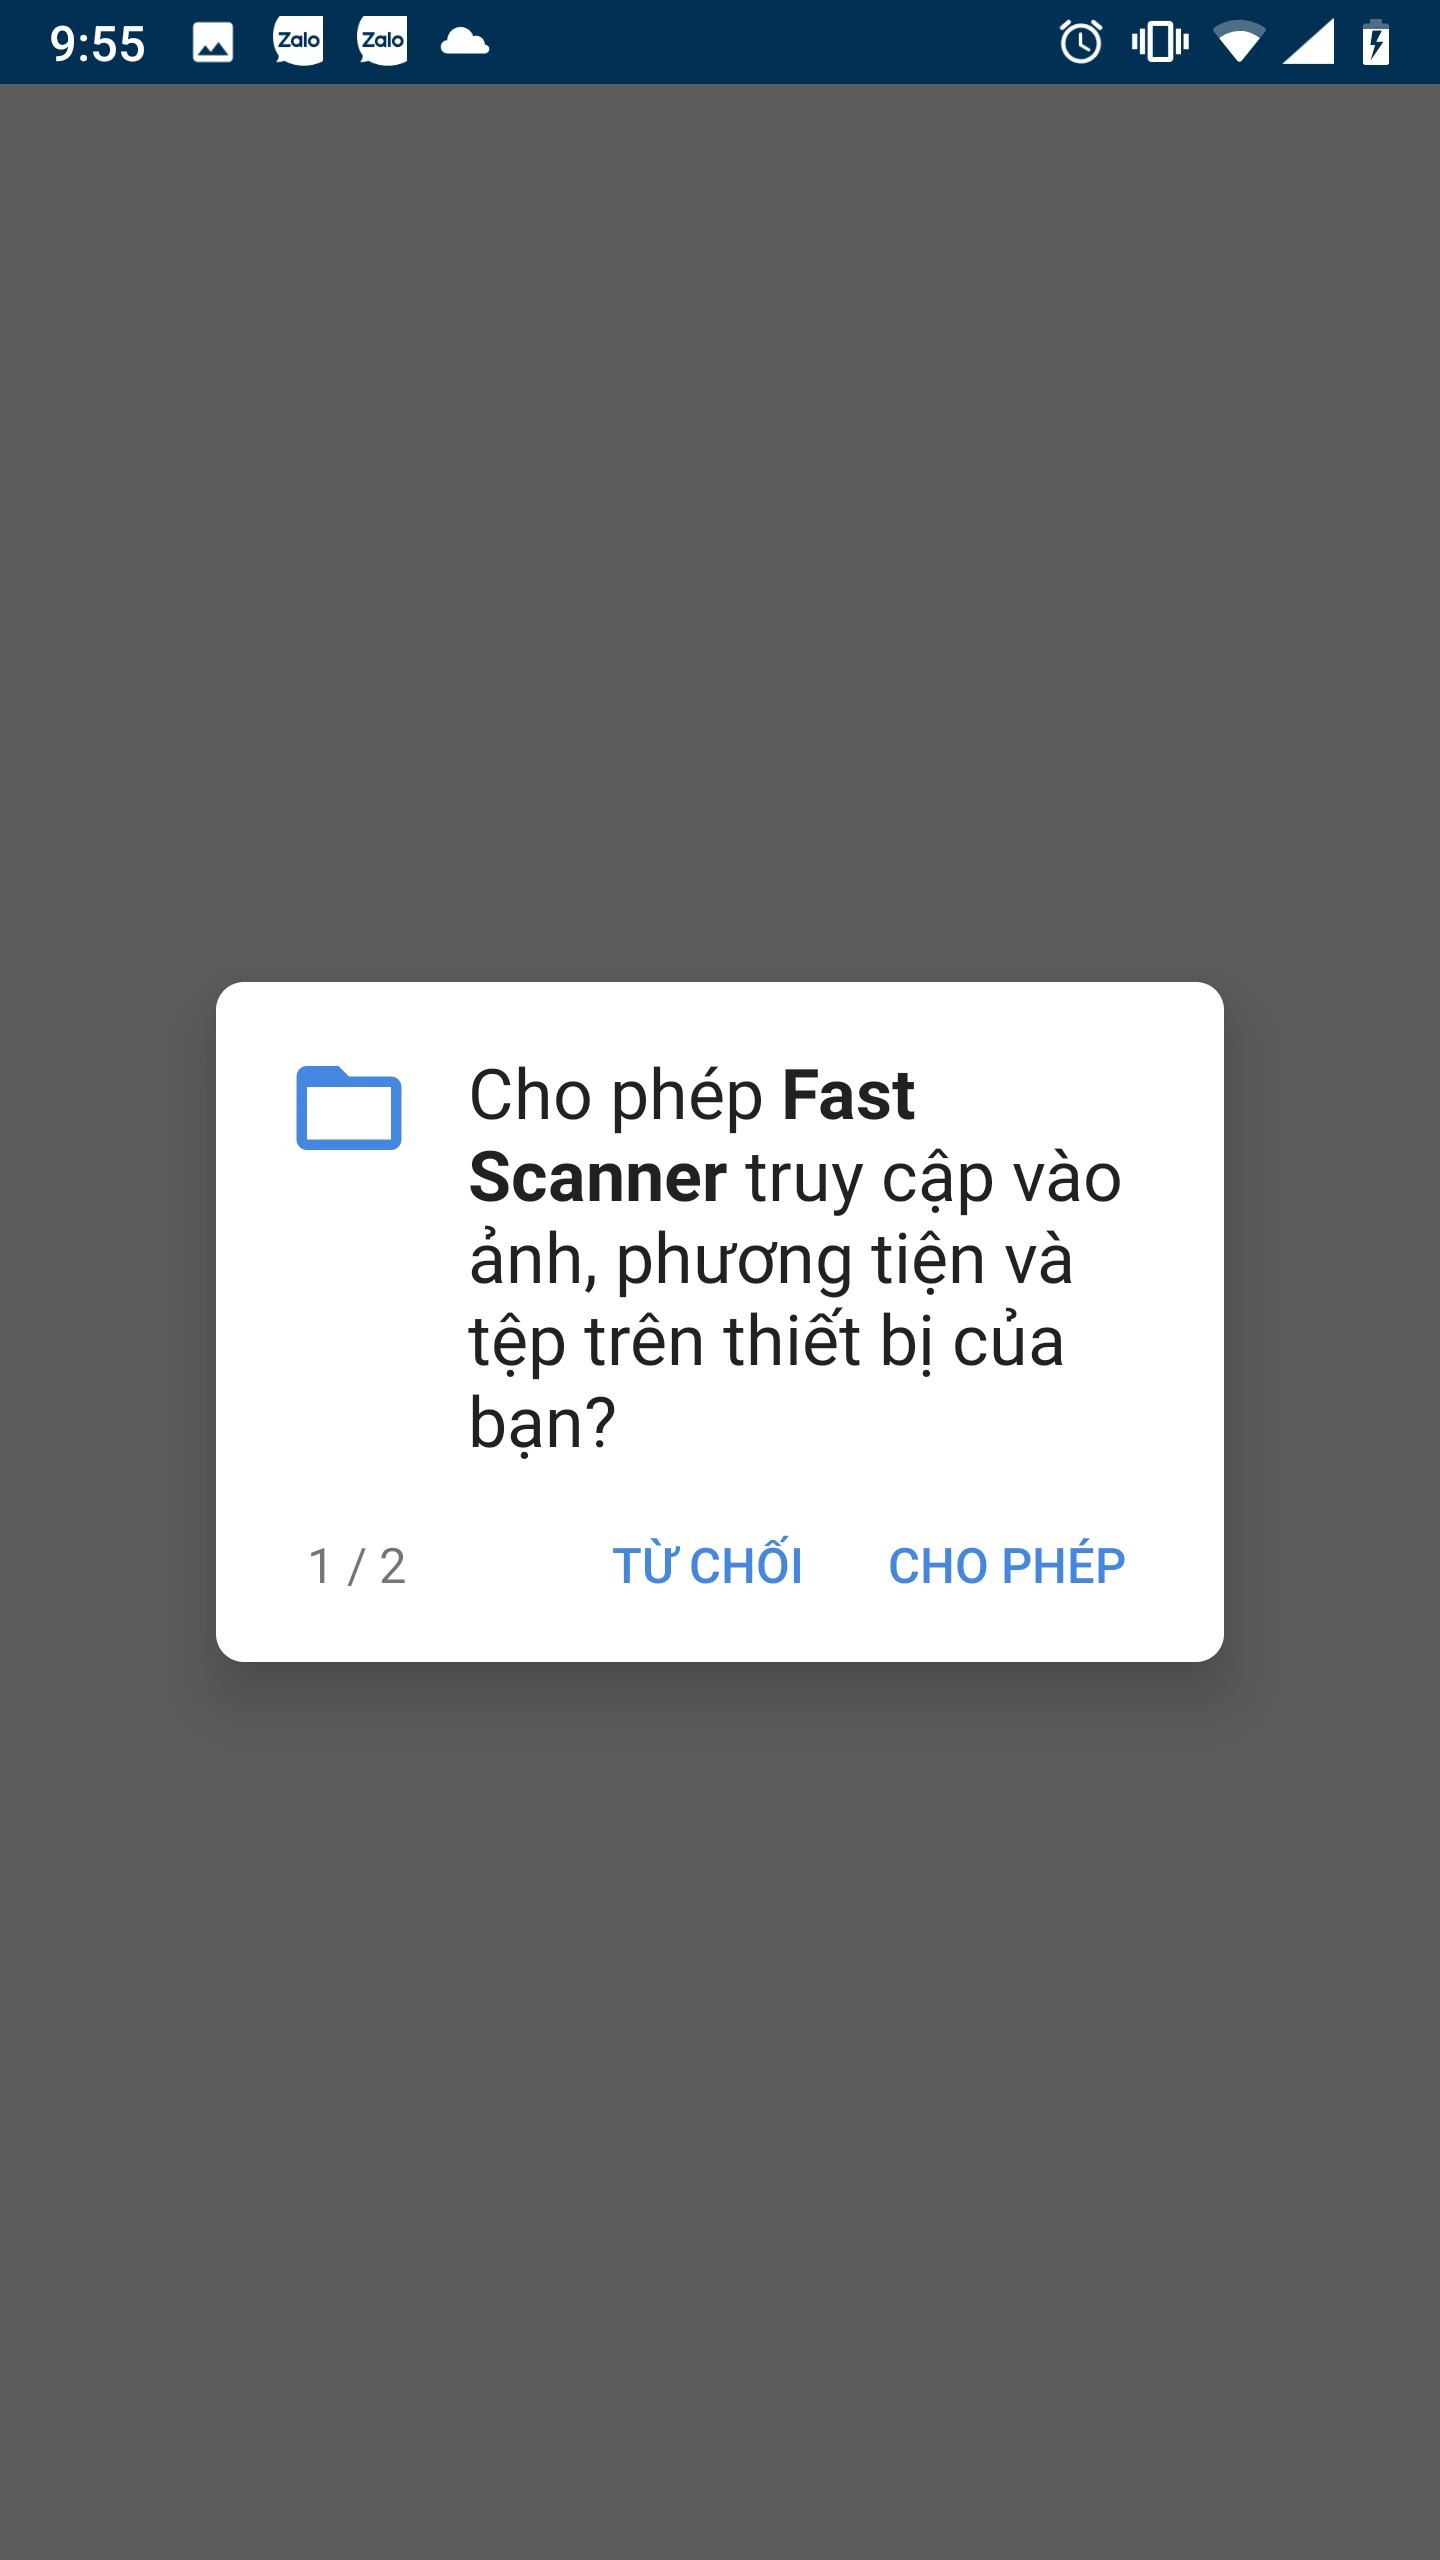 9:55 Zalo Zalo
Cho phép Fast
Scanner truy cập vào
ảnh, phương tiện và
tệp trên thiết bị của
bạn?
1 / 2 TỪ CHỐI CHO PHÉP